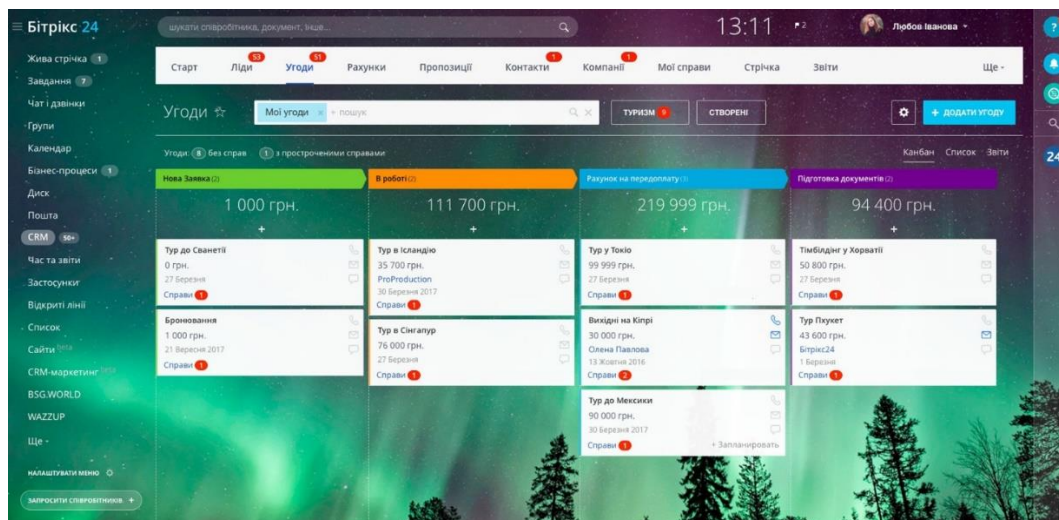 Бітрікс 24
шукати співробітника, документ, інше...
13:11
2
Любов Іванова
?
Жива стрічка 1
Завдання 7
Чат і дзвінки
Групи
Календар
Бізнес-процеси 1
Диск
Пошта
CRM 50+
Час та звіти
Застосунки
Відкриті лінії
Список
Сайти beta
CRM-маркетинг beta
BSG.WORLD
WAZZUP
Ще
НАЛАШТУВАТИ МЕНЮ
ЗАПРОСИТИ СПІВРОБІТНИКІВ +
Старт Ліди 53 Угоди 51 Рахунки Пропозиції Контакти 1 Компанії 1 Мої справи Стрічка Звіти Ще
Угоди Мої угоди × + пошук × ТУРИЗМ 9 СТВОРЕНІ + ДОДАТИ УГОДУ
Угоди: 8 без справ 1 з простроченими справами Канбан Список Звіти
24
Нова Заявка (2)
1 000 грн.
+
Тур до Сванетії
0 грн.
27 Березня
Справи 1
Бронювання
1 000 грн.
21 Вересня 2017
Справи 1
В роботі (2)
111 700 грн.
+
Тур в Ісландію
35 700 грн.
ProProduction
30 Березня 2017
Справи 1
Тур в Сінгапур
76 000 грн.
27 Березня
Справи 1
Рахунок на передоплату (3)
219 999 грн.
+
Тур у Токіо
99 999 грн.
27 Березня
Справи 1
Вихідні на Кіпрі
30 000 грн.
Олена Павлова
13 Жовтня 2016
Справи 2
Тур до Мексики
90 000 грн.
30 Березня 2017
Справи 1 + Запланировать
Підготовка документів (2)
94 400 грн.
+
Тімбілдінг у Хорватії
50 800 грн.
27 Березня
Справи 1
Тур Пхукет
43 600 грн.
Бітрікс24
1 Березня
Справи 1